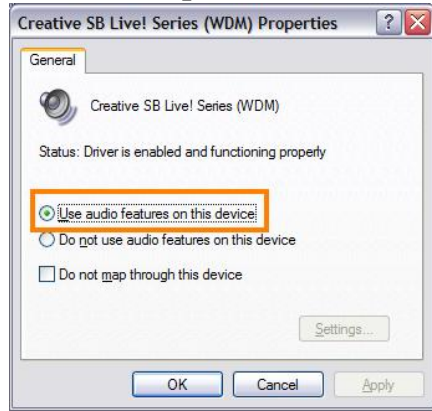 Creative SB Live! Series (WDM) Properties
General
Creative SB Live! Series (WDM)
Status: Driver is enabled and functioning properly
Use audio features on this device
Do not use audio features on this device
Do not map through this device
Settings...
OK Cancel Apply